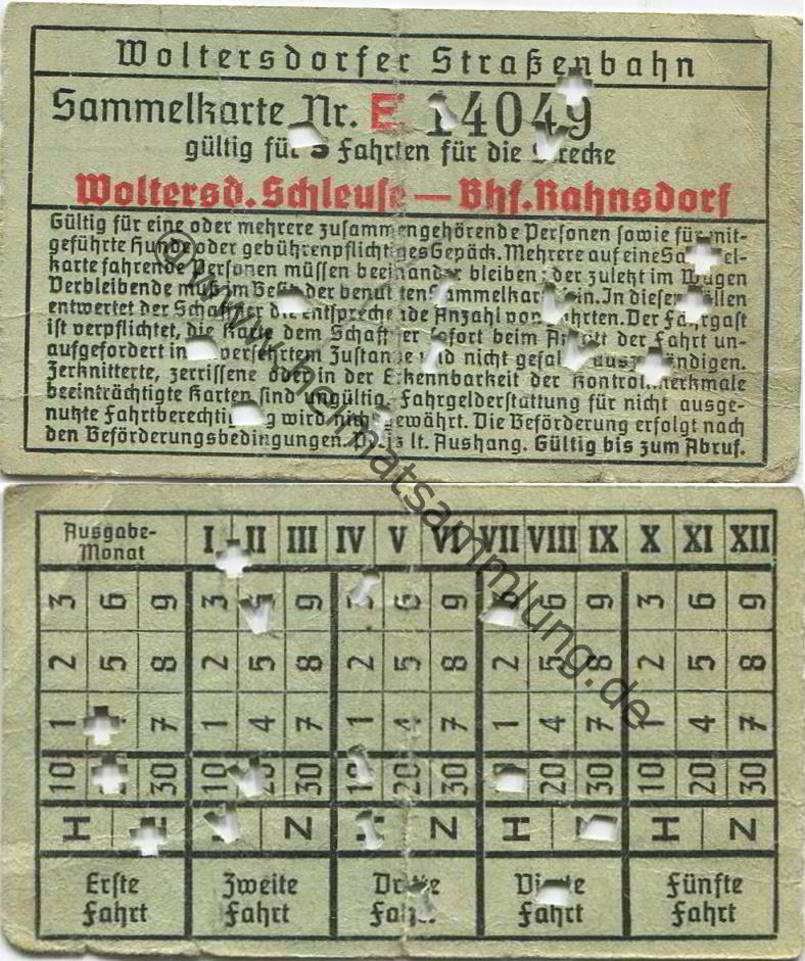 Woltersdorfer Straßenbahn
Sammelkarte Nr. E 14049
gültig für 5 Fahrten für die Strecke
Woltersd. Schleuse — Bhf. Rahnsdorf
Gültig für eine oder mehrere zusammengehörende Personen sowie für mit-
geführte Hunde oder gebührenpflichtiges Gepäck. Mehrere auf eine Sammel-
karte fahrende Personen müssen beieinander bleiben; der zuletzt im Wagen
Verbleibende muß im Besitz der benutzten Sammelkarte sein. In diesen Fällen
entwertet der Schaffner die entsprechende Anzahl von Fahrten. Der Fahrgast
ist verpflichtet, die Karte dem Schaffner sofort beim Antritt der Fahrt un-
aufgefordert in unversehrtem Zustande und nicht gefaltet auszuhändigen.
Zerknitterte, zerrissene oder in der Erkennbarkeit der Kontrollmerkmale
beeinträchtigte Karten sind ungültig. Fahrgelderstattung für nicht ausge-
nutzte Fahrtberechtigung wird nicht gewährt. Die Beförderung erfolgt nach
den Beförderungsbedingungen. Preis lt. Aushang. Gültig bis zum Abruf.
@www.heimatsammlung.de
Ausgabe- I II III IV V VI VII VIII IX X XI XII
Monat
3 6 9 3 6 9 3 6 9 3 6 9 3 6 9
2 5 8 2 5 8 2 5 8 2 5 8 2 5 8
1 7 1 4 7 1 4 7 1 4 7 1 4 7
10 30 10 20 30 10 20 30 20 30 10 20 30
H Z H Z H H Z
Erste Zweite Dritte Vierte Fünfte
Fahrt Fahrt Fahrt Fahrt Fahrt